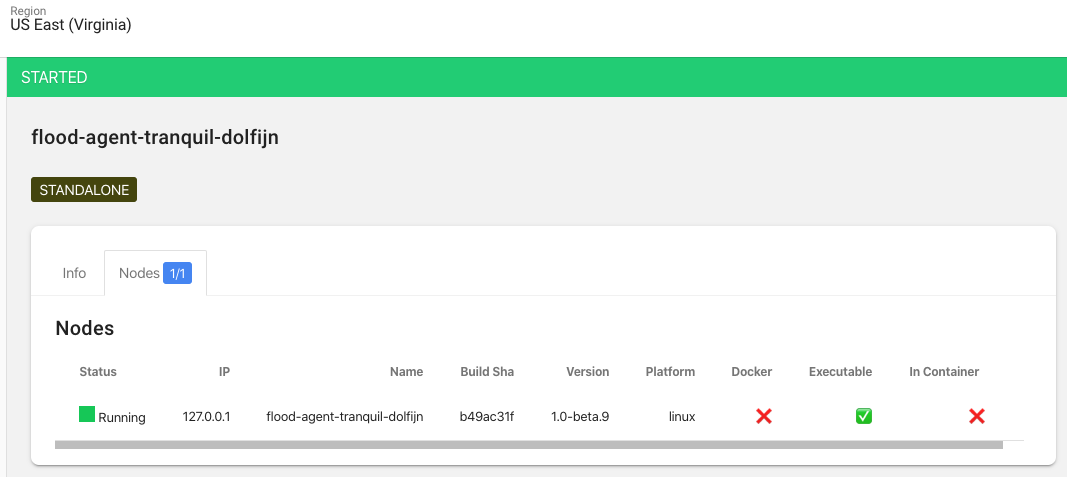 Region
US East (Virginia)
STARTED
flood-agent-tranquil-dolfijn
STANDALONE
Info Nodes 1/1
Nodes
Status IP Name Build Sha Version Platform Docker Executable In Container
Running 127.0.0.1 flood-agent-tranquil-dolfijn b49ac31f 1.0-beta.9 linux